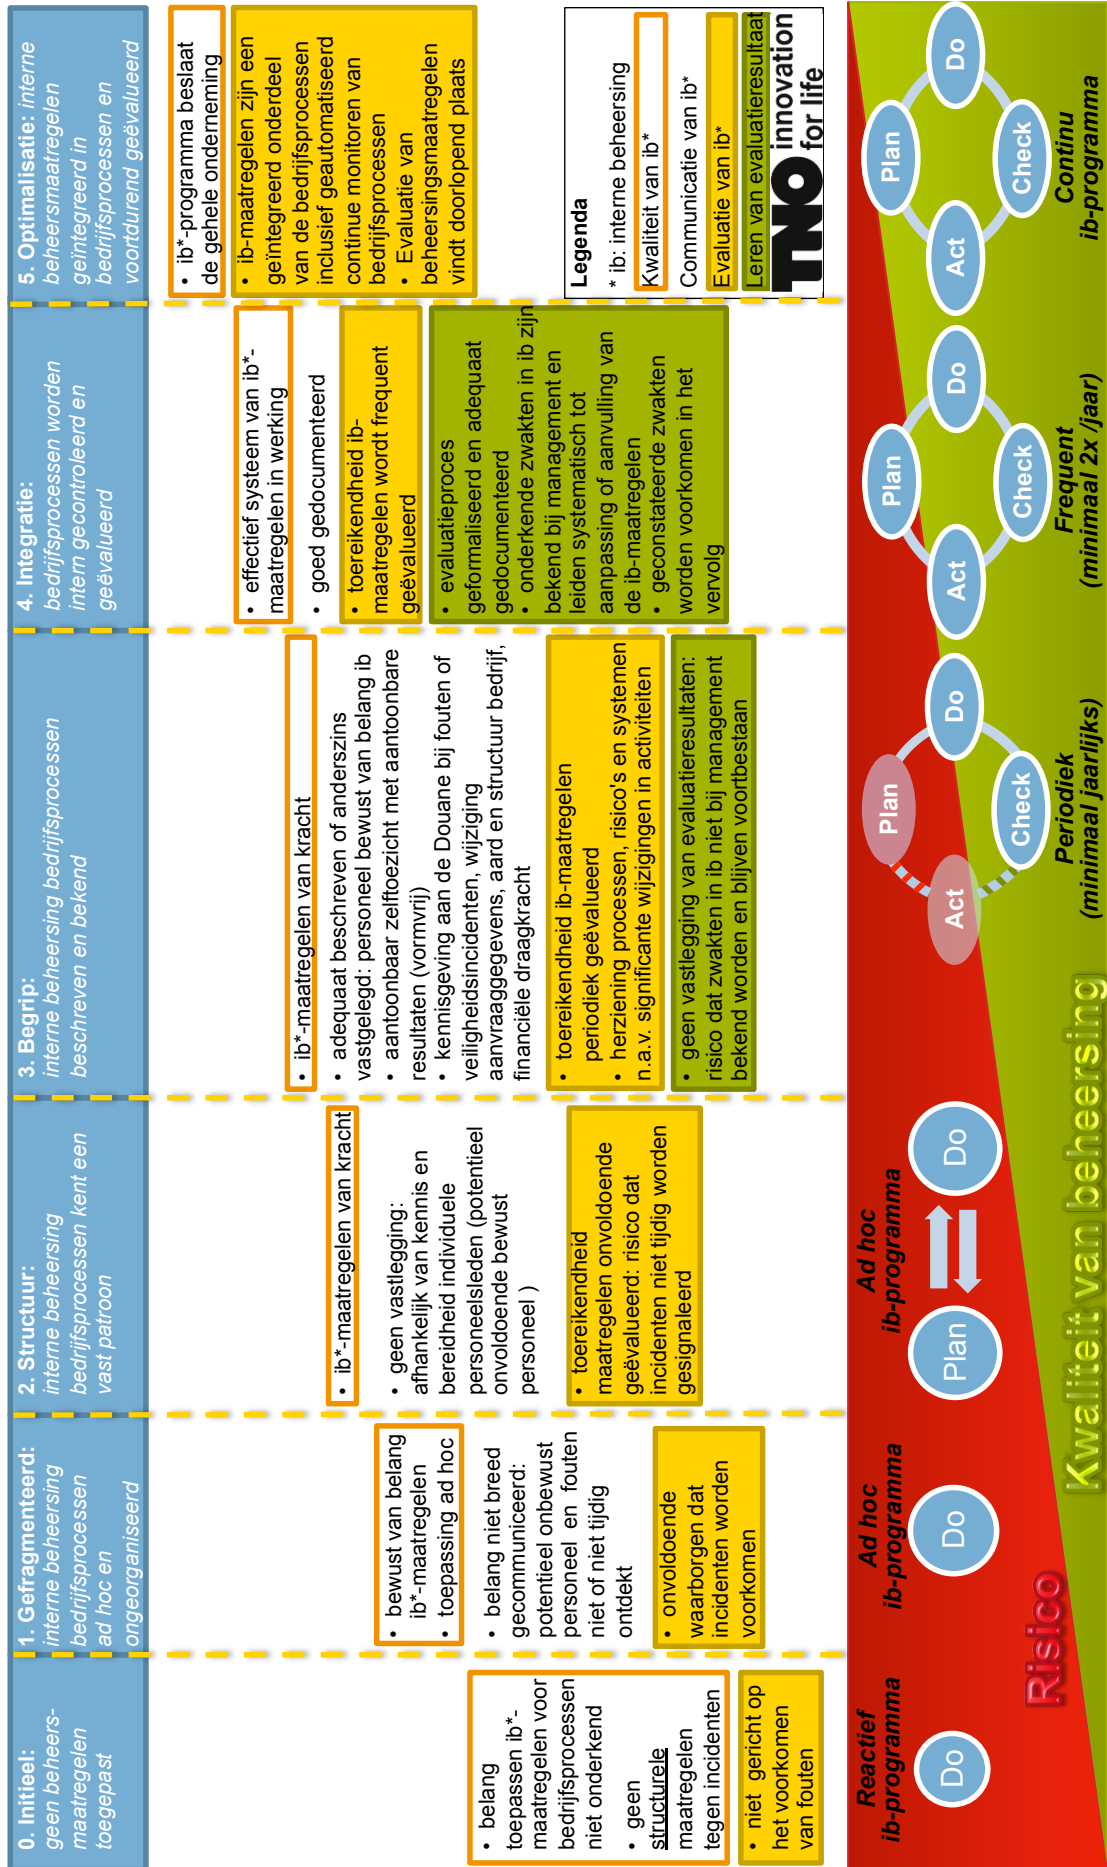 0. Initieel:
geen beheers-
maatregelen
toegepast
1. Gefragmenteerd:
interne beheersing
bedrijfsprocessen
ad hoc en
ongeorganiseerd
2. Structuur:
interne beheersing
bedrijfsprocessen kent een
vast patroon
3. Begrip:
interne beheersing bedrijfsprocessen
beschreven en bekend
4. Integratie:
bedrijfsprocessen worden
intern gecontroleerd en
geëvalueerd
5. Optimalisatie: interne
beheersmaatregelen
geïntegreerd in
bedrijfsprocessen en
voortdurend geëvalueerd
• belang
toepassen ib*-
maatregelen voor
bedrijfsprocessen
niet onderkend
• geen
structurele
maatregelen
tegen incidenten
• niet gericht op
het voorkomen
van fouten
• bewust van belang
ib*-maatregelen
• toepassing ad hoc
• belang niet breed
gecommuniceerd:
potentieel onbewust
personeel en fouten
niet of niet tijdig
ontdekt
• onvoldoende
waarborgen dat
incidenten worden
voorkomen
• ib*-maatregelen van kracht
• geen vastlegging:
afhankelijk van kennis en
bereidheid individuele
personeelsleden (potentieel
onvoldoende bewust
personeel )
• toereikendheid
maatregelen onvoldoende
geëvalueerd: risico dat
incidenten niet tijdig worden
gesignaleerd
• ib*-maatregelen van kracht
• adequaat beschreven of anderszins
vastgelegd: personeel bewust van belang ib
• aantoonbaar zelftoezicht met aantoonbare
resultaten (vormvrij)
• kennisgeving aan de Douane bij fouten of
veiligheidsincidenten, wijziging
aanvraaggegevens, aard en structuur bedrijf,
financiële draagkracht
• toereikendheid ib-maatregelen
periodiek geëvalueerd
• herziening processen, risico's en systemen
n.a.v. significante wijzigingen in activiteiten
• geen vastlegging van evaluatieresultaten:
risico dat zwakten in ib niet bij management
bekend worden en blijven voortbestaan
• effectief systeem van ib*-
maatregelen in werking
• goed gedocumenteerd
• toereikendheid ib-
maatregelen wordt frequent
geëvalueerd
• evaluatieproces
geformaliseerd en adequaat
gedocumenteerd
• onderkende zwakten in ib zijn
bekend bij management en
leiden systematisch tot
aanpassing of aanvulling van
de ib-maatregelen
• geconstateerde zwakten
worden voorkomen in het
vervolg
• ib*-programma beslaat
de gehele onderneming
• ib-maatregelen zijn een
geïntegreerd onderdeel
van de bedrijfsprocessen
inclusief geautomatiseerd
continue monitoren van
bedrijfsprocessen
• Evaluatie van
beheersingsmaatregelen
vindt doorlopend plaats
Legenda
* ib: interne beheersing
Kwaliteit van ib*
Communicatie van ib*
Evaluatie van ib*
Leren van evaluatieresultaat
TNO innovation
for life
Reactief
ib-programma
Do
Ad hoc
ib-programma
Do
Ad hoc
ib-programma
Plan
Do
Plan
Do
Check
Act
Periodiek
(minimaal jaarlijks)
Plan
Do
Check
Act
Frequent
(minimaal 2x /jaar)
Plan
Do
Check
Act
Continu
ib-programma
Risico
Kwaliteit van beheersing